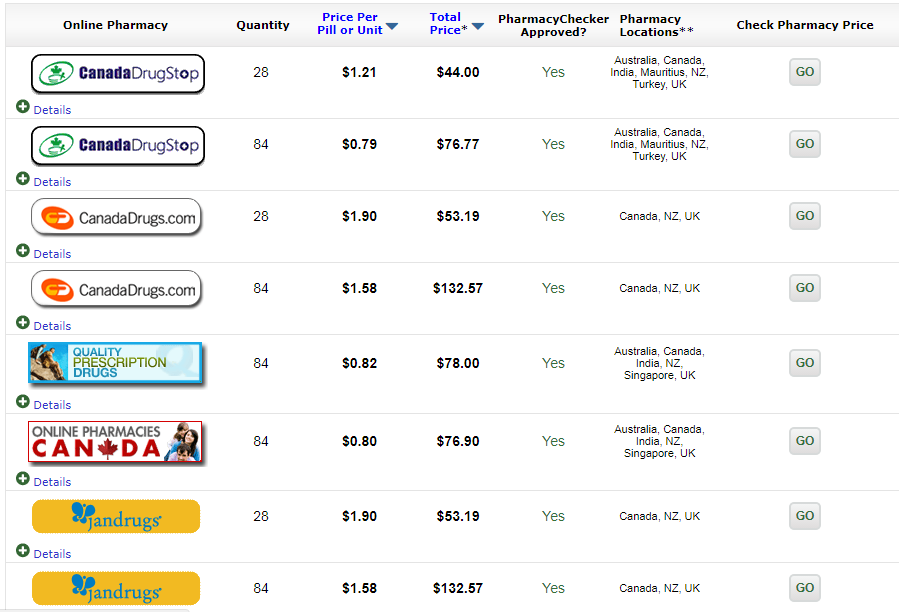 Online Pharmacy Quantity Price Per Pill or Unit Total Price* PharmacyChecker Approved? Pharmacy Locations** Check Pharmacy Price
CanadaDrugStop 28 $1.21 $44.00 Yes Australia, Canada, India, Mauritius, NZ, Turkey, UK GO
Details
CanadaDrugStop 84 $0.79 $76.77 Yes Australia, Canada, India, Mauritius, NZ, Turkey, UK GO
Details
CanadaDrugs.com 28 $1.90 $53.19 Yes Canada, NZ, UK GO
Details
CanadaDrugs.com 84 $1.58 $132.57 Yes Canada, NZ, UK GO
Details
QUALITY PRESCRIPTION DRUGS 84 $0.82 $78.00 Yes Australia, Canada, India, NZ, Singapore, UK GO
Details
ONLINE PHARMACIES CANADA 84 $0.80 $76.90 Yes Australia, Canada, India, NZ, Singapore, UK GO
Details
jandrugs 28 $1.90 $53.19 Yes Canada, NZ, UK GO
Details
jandrugs 84 $1.58 $132.57 Yes Canada, NZ, UK GO